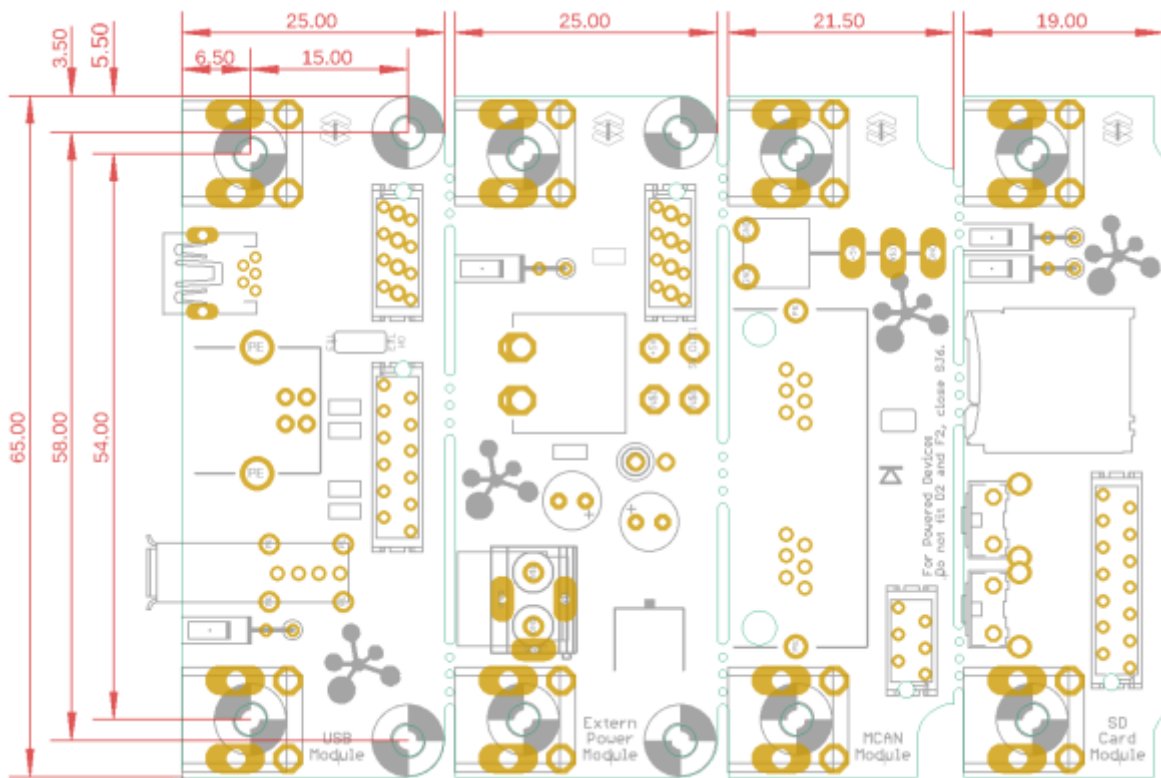 25.00
25.00
21.50
19.00
3.50
5.50
6.50
15.00
65.00
58.00
54.00
PE
PE
For Powered Devices
Do not fit D2 and F2, close SJ6.
USB
Module
Extern
Power
Module
MCAN
Module
SD
Card
Module